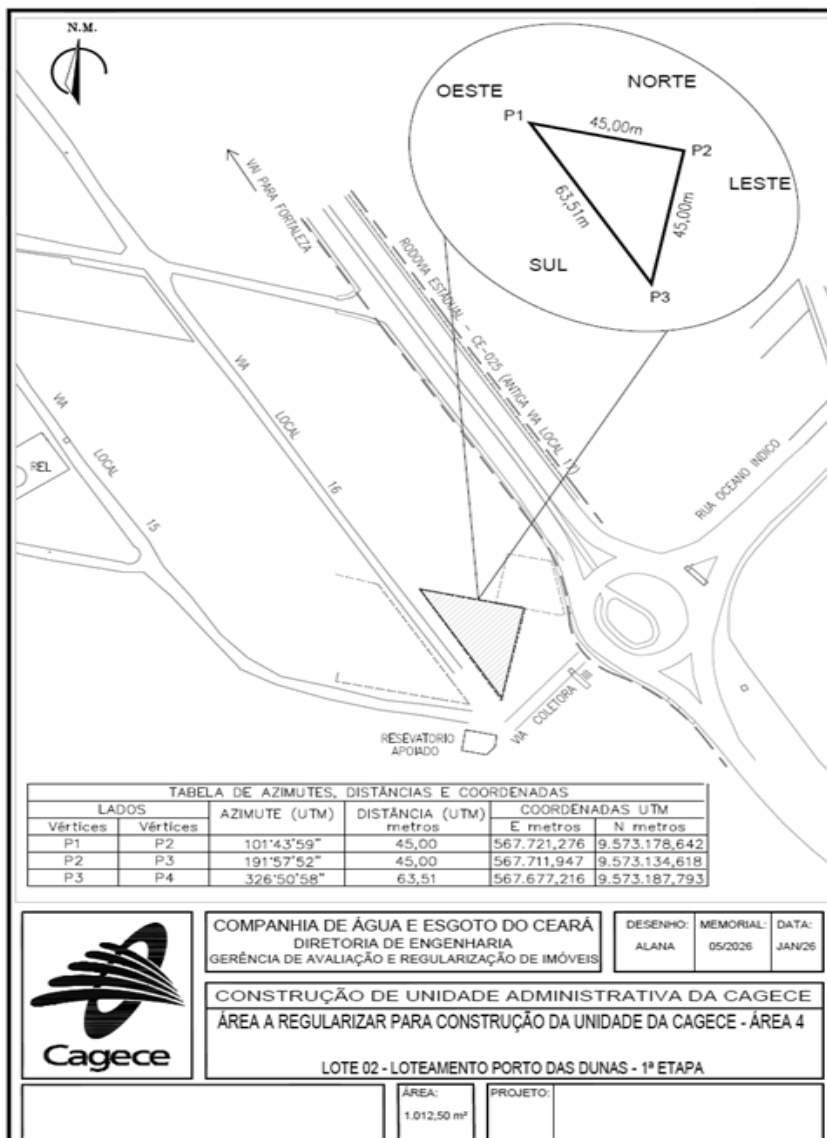 N.M.
OESTE
NORTE
P1
45,00m
P2
LESTE
63,51m
45,00m
SUL
P3
VAI PARA FORTALEZA
RODOVIA ESTADUAL - CE-025 (ANTIGA VIA LOCAL 17)
VIA LOCAL 16
VIA LOCAL 15
REL
RUA OCEANO INDICO
VIA COLETORA
RESEVATORIO
APOIADO
TABELA DE AZIMUTES, DISTÂNCIAS E COORDENADAS
LADOS AZIMUTE (UTM) DISTÂNCIA (UTM) metros COORDENADAS UTM
Vértices Vértices E metros N metros
P1 P2 101°43'59" 45,00 567.721,276 9.573.178,642
P2 P3 191°57'52" 45,00 567.711,947 9.573.134,618
P3 P4 326°50'58" 63,51 567.677,216 9.573.187,793
Cagece
COMPANHIA DE ÁGUA E ESGOTO DO CEARÁ
DIRETORIA DE ENGENHARIA
GERÊNCIA DE AVALIAÇÃO E REGULARIZAÇÃO DE IMÓVEIS
DESENHO: MEMORIAL: DATA:
ALANA 05/2026 JAN/26
CONSTRUÇÃO DE UNIDADE ADMINISTRATIVA DA CAGECE
ÁREA A REGULARIZAR PARA CONSTRUÇÃO DA UNIDADE DA CAGECE - ÁREA 4
LOTE 02 - LOTEAMENTO PORTO DAS DUNAS - 1ª ETAPA
ÁREA: PROJETO:
1.012,50 m²